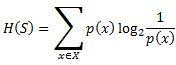 H(S) = ∑_{x∈X} p(x) log₂ 1/p(x)